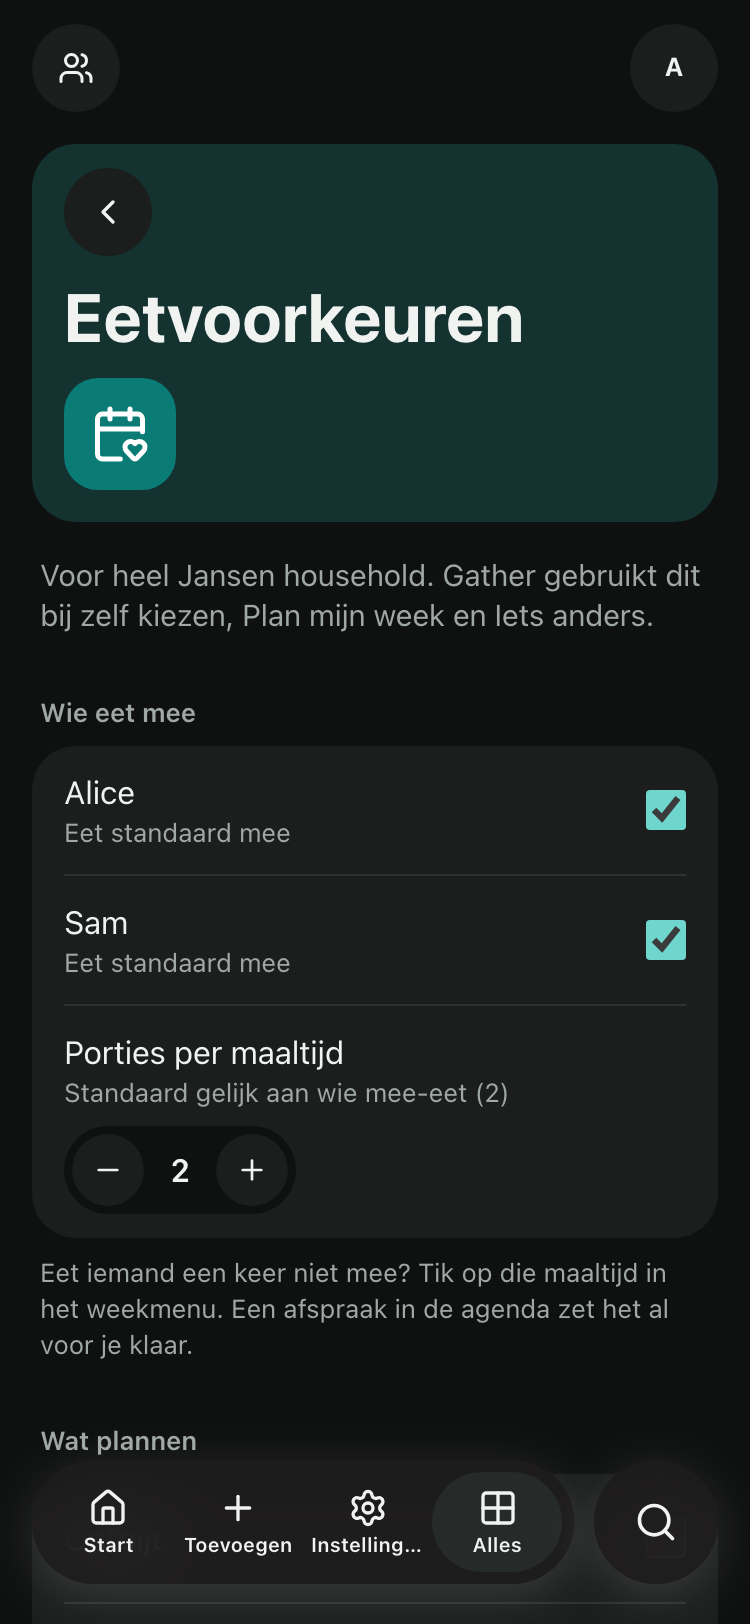 A
Eetvoorkeuren
Voor heel Jansen household. Gather gebruikt dit
bij zelf kiezen, Plan mijn week en Iets anders.
Wie eet mee
Alice
Eet standaard mee
Sam
Eet standaard mee
Porties per maaltijd
Standaard gelijk aan wie mee-eet (2)
2
Eet iemand een keer niet mee? Tik op die maaltijd in
het weekmenu. Een afspraak in de agenda zet het al
voor je klaar.
Wat plannen
Start
Toevoegen
Instelling...
Alles